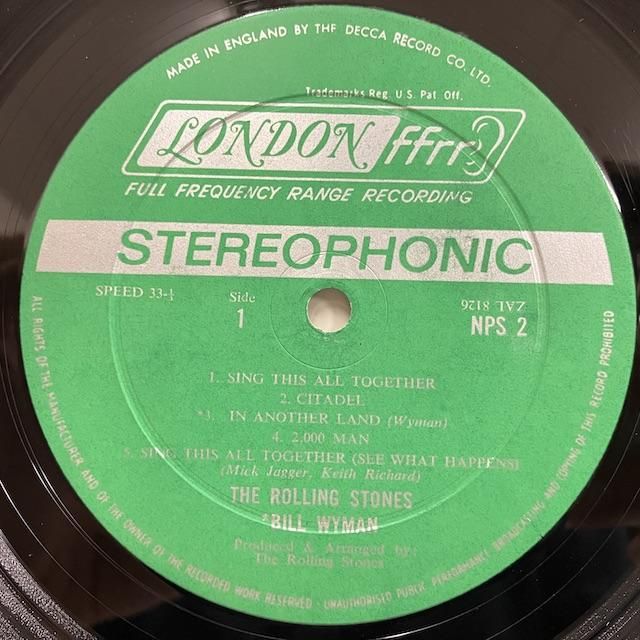 MADE IN ENGLAND BY THE DECCA RECORD CO. LTD.
Trademarks Reg. U.S. Pat. Off.
LONDON ffrr
FULL FREQUENCY RANGE RECORDING
STEREOPHONIC
SPEED 33-⅓ Side ZAL 8126
1 NPS 2
1. SING THIS ALL TOGETHER
2. CITADEL
*3. IN ANOTHER LAND (Wyman)
4. 2,000 MAN
5. SING THIS ALL TOGETHER (SEE WHAT HAPPENS)
(Mick Jagger, Keith Richard)
THE ROLLING STONES
*BILL WYMAN
Produced & Arranged by:
The Rolling Stones
ALL RIGHTS OF THE MANUFACTURER AND OF THE OWNER OF THE RECORDED WORK RESERVED · UNAUTHORISED PUBLIC PERFORMANCE BROADCASTING AND COPYING OF THIS RECORD PROHIBITED